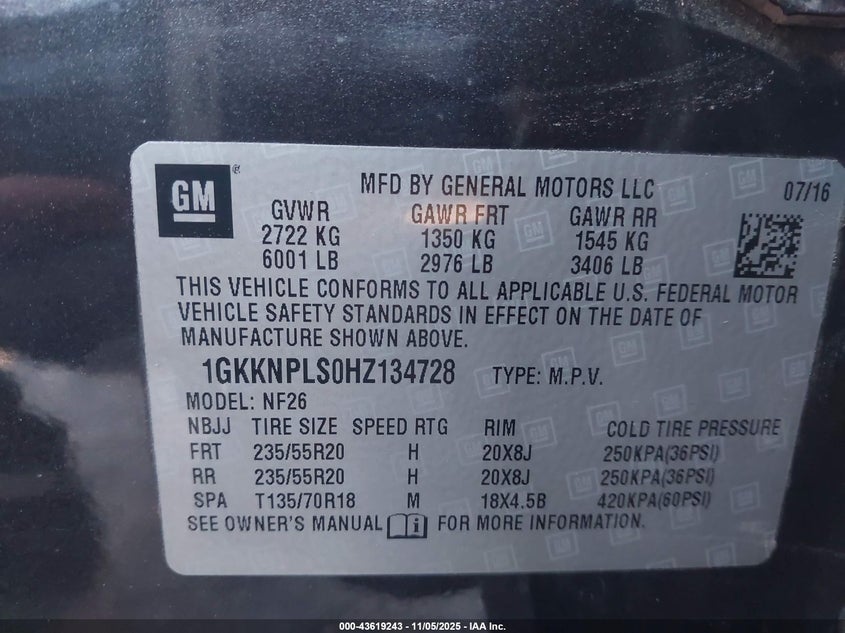 GM®
MFD BY GENERAL MOTORS LLC 07/16
GVWR GAWR FRT GAWR RR
2722 KG 1350 KG 1545 KG
6001 LB 2976 LB 3406 LB
THIS VEHICLE CONFORMS TO ALL APPLICABLE U.S. FEDERAL MOTOR
VEHICLE SAFETY STANDARDS IN EFFECT ON THE DATE OF
MANUFACTURE SHOWN ABOVE.
1GKKNPLS0HZ134728 TYPE: M.P.V.
MODEL: NF26
NBJJ TIRE SIZE SPEED RTG RIM COLD TIRE PRESSURE
FRT 235/55R20 H 20X8J 250KPA(36PSI)
RR 235/55R20 H 20X8J 250KPA(36PSI)
SPA T135/70R18 M 18X4.5B 420KPA(60PSI)
SEE OWNER'S MANUAL i FOR MORE INFORMATION.
000-43619243 - 11/05/2025 - IAA Inc.